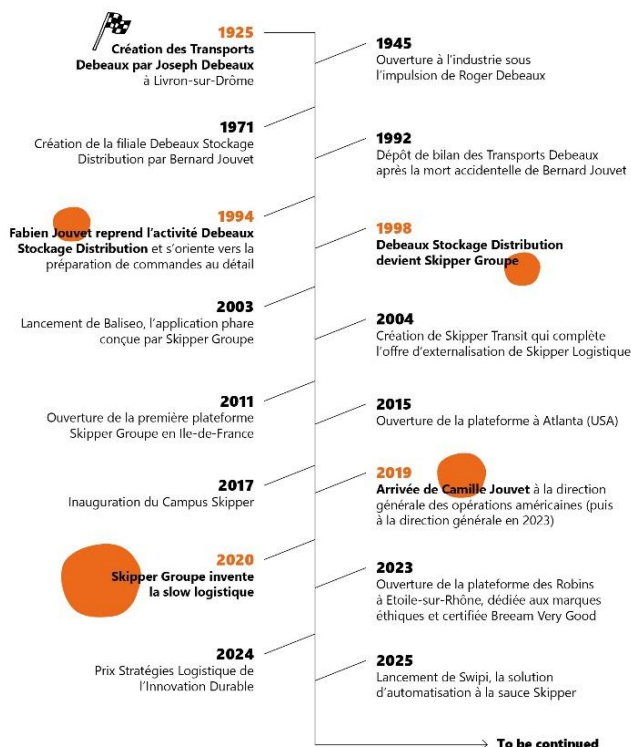 1925
Création des Transports
Debeaux par Joseph Debeaux
à Livron-sur-Drôme
1945
Ouverture à l'industrie sous
l'impulsion de Roger Debeaux
1971
Création de la filiale Debeaux Stockage
Distribution par Bernard Jouvet
1992
Dépôt de bilan des Transports Debeaux
après la mort accidentelle de Bernard Jouvet
1994
Fabien Jouvet reprend l'activité Debeaux
Stockage Distribution et s'oriente vers la
préparation de commandes au détail
1998
Debeaux Stockage Distribution
devient Skipper Groupe
2003
Lancement de Baliseo, l'application phare
conçue par Skipper Groupe
2004
Création de Skipper Transit qui complète
l'offre d'externalisation de Skipper Logistique
2011
Ouverture de la première plateforme
Skipper Groupe en Ile-de-France
2015
Ouverture de la plateforme à Atlanta (USA)
2017
Inauguration du Campus Skipper
2019
Arrivée de Camille Jouvet à la direction
générale des opérations américaines (puis
à la direction générale en 2023)
2020
Skipper Groupe invente
la slow logistique
2023
Ouverture de la plateforme des Robins
à Etoile-sur-Rhône, dédiée aux marques
éthiques et certifiée Breeam Very Good
2024
Prix Stratégies Logistique de
l'Innovation Durable
2025
Lancement de Swipi, la solution
d'automatisation à la sauce Skipper
To be continued